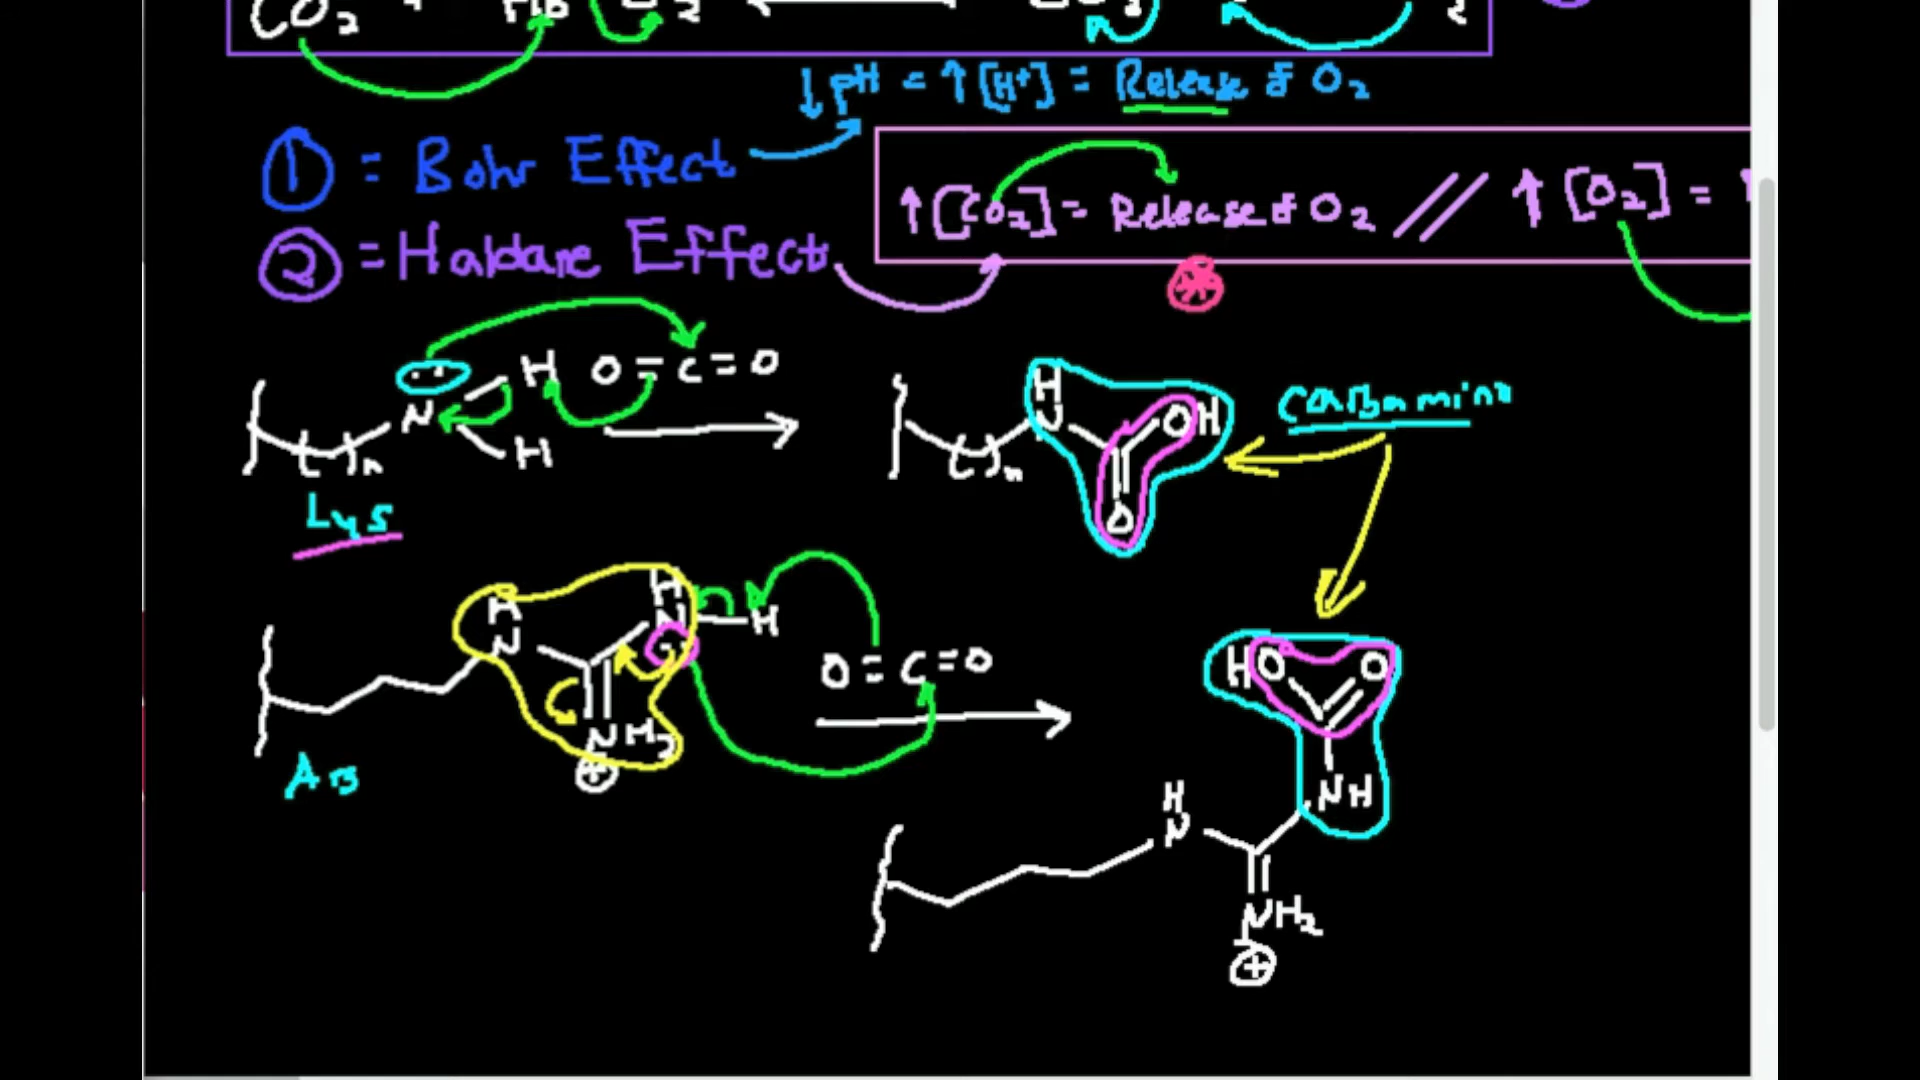 CO2 +
↓ pH = ↑ [H+] = Release of O2
① = Bohr Effect
↑ [CO2] = Release of O2 // ↑ [O2] =
② = Haldane Effect
H O=C=O
N
H
( )n
Lys
H
N
OH
O
( )n
Carbamino
H
N
H
N
H
O=C=O
NH2
⊕
Arg
HO O
NH
H
N
NH2
⊕